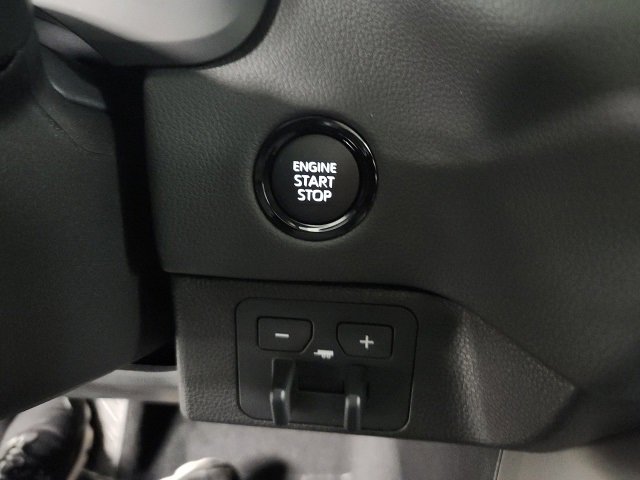 ENGINE
START
STOP
− +